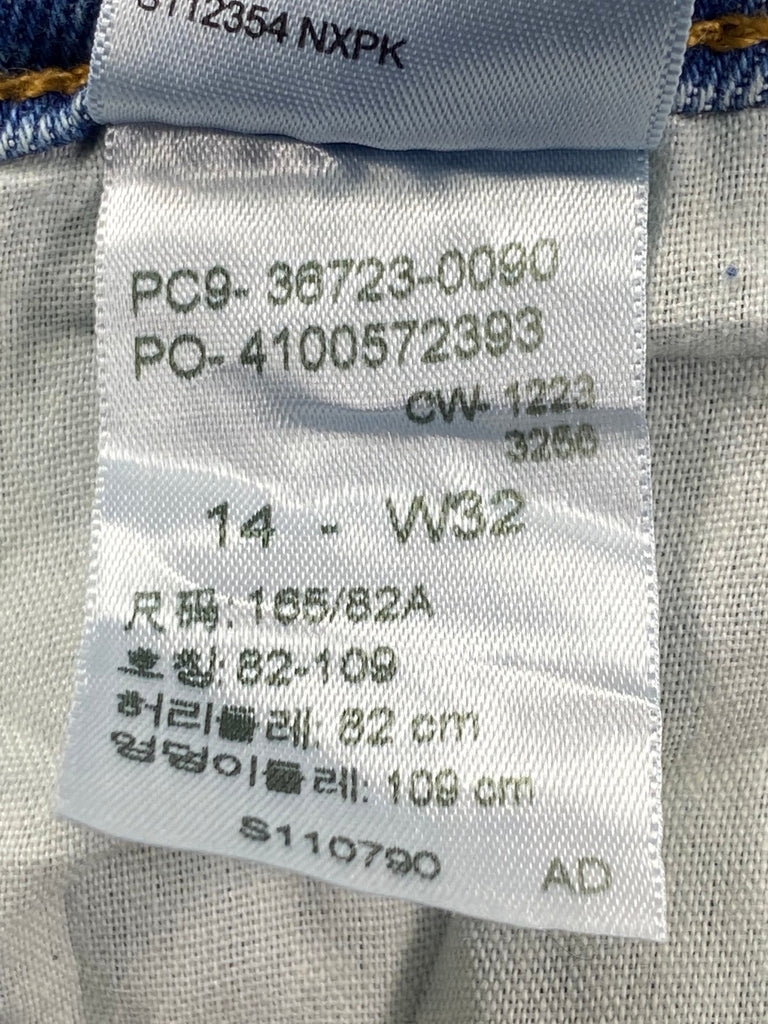 S112354 NXPK
PC9- 36723-0090
PO- 4100572393
CW- 1223
3256
14 - W32
尺码: 165/82A
호칭: 82-109
허리둘레: 82 cm
엉덩이둘레: 109 cm
S110790
AD